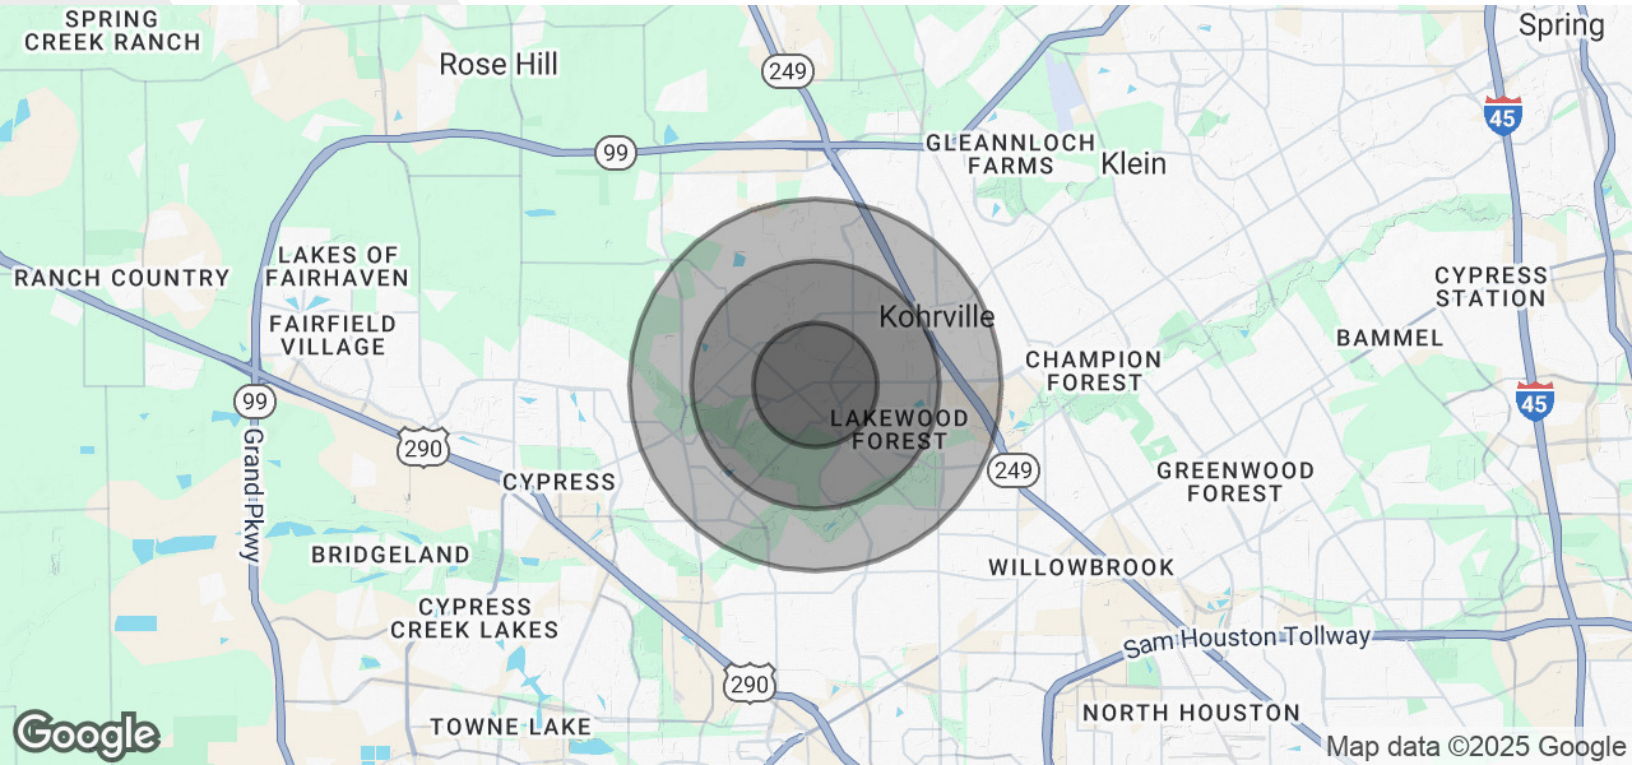 SPRING
CREEK RANCH
Rose Hill
249
Spring
45
99
GLEANNLOCH
FARMS
Klein
LAKES OF
FAIRHAVEN
RANCH COUNTRY
FAIRFIELD
VILLAGE
Kohrville
CYPRESS
STATION
BAMMEL
CHAMPION
FOREST
99
45
LAKEWOOD
FOREST
290
249
Grand Pkwy
CYPRESS
GREENWOOD
FOREST
BRIDGELAND
WILLOWBROOK
CYPRESS
CREEK LAKES
Sam Houston Tollway
290
TOWNE LAKE
NORTH HOUSTON
Google
Map data ©2025 Google